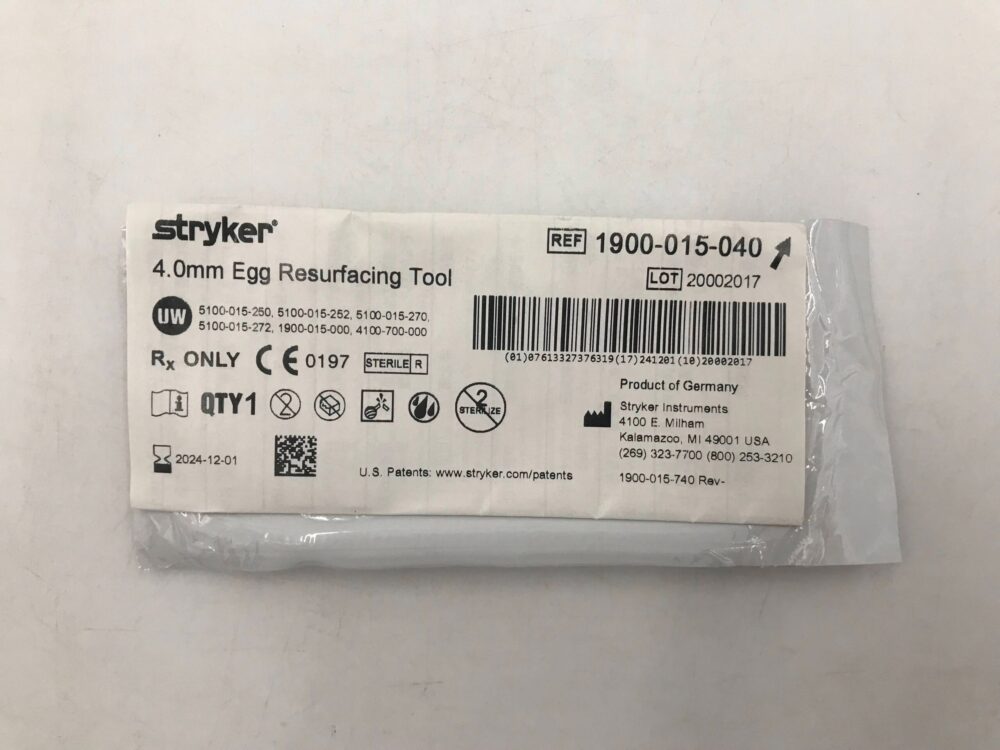 stryker®
4.0mm Egg Resurfacing Tool
REF 1900-015-040
LOT 20002017
UW 5100-015-250, 5100-015-252, 5100-015-270,
5100-015-272, 1900-015-000, 4100-700-000
(01)07613327376319(17)241201(10)20002017
Rx ONLY CE 0197 STERILE R
QTY1 2 2 STERILIZE
2024-12-01
U.S. Patents: www.stryker.com/patents
Product of Germany
Stryker Instruments
4100 E. Milham
Kalamazoo, MI 49001 USA
(269) 323-7700 (800) 253-3210
1900-015-740 Rev-